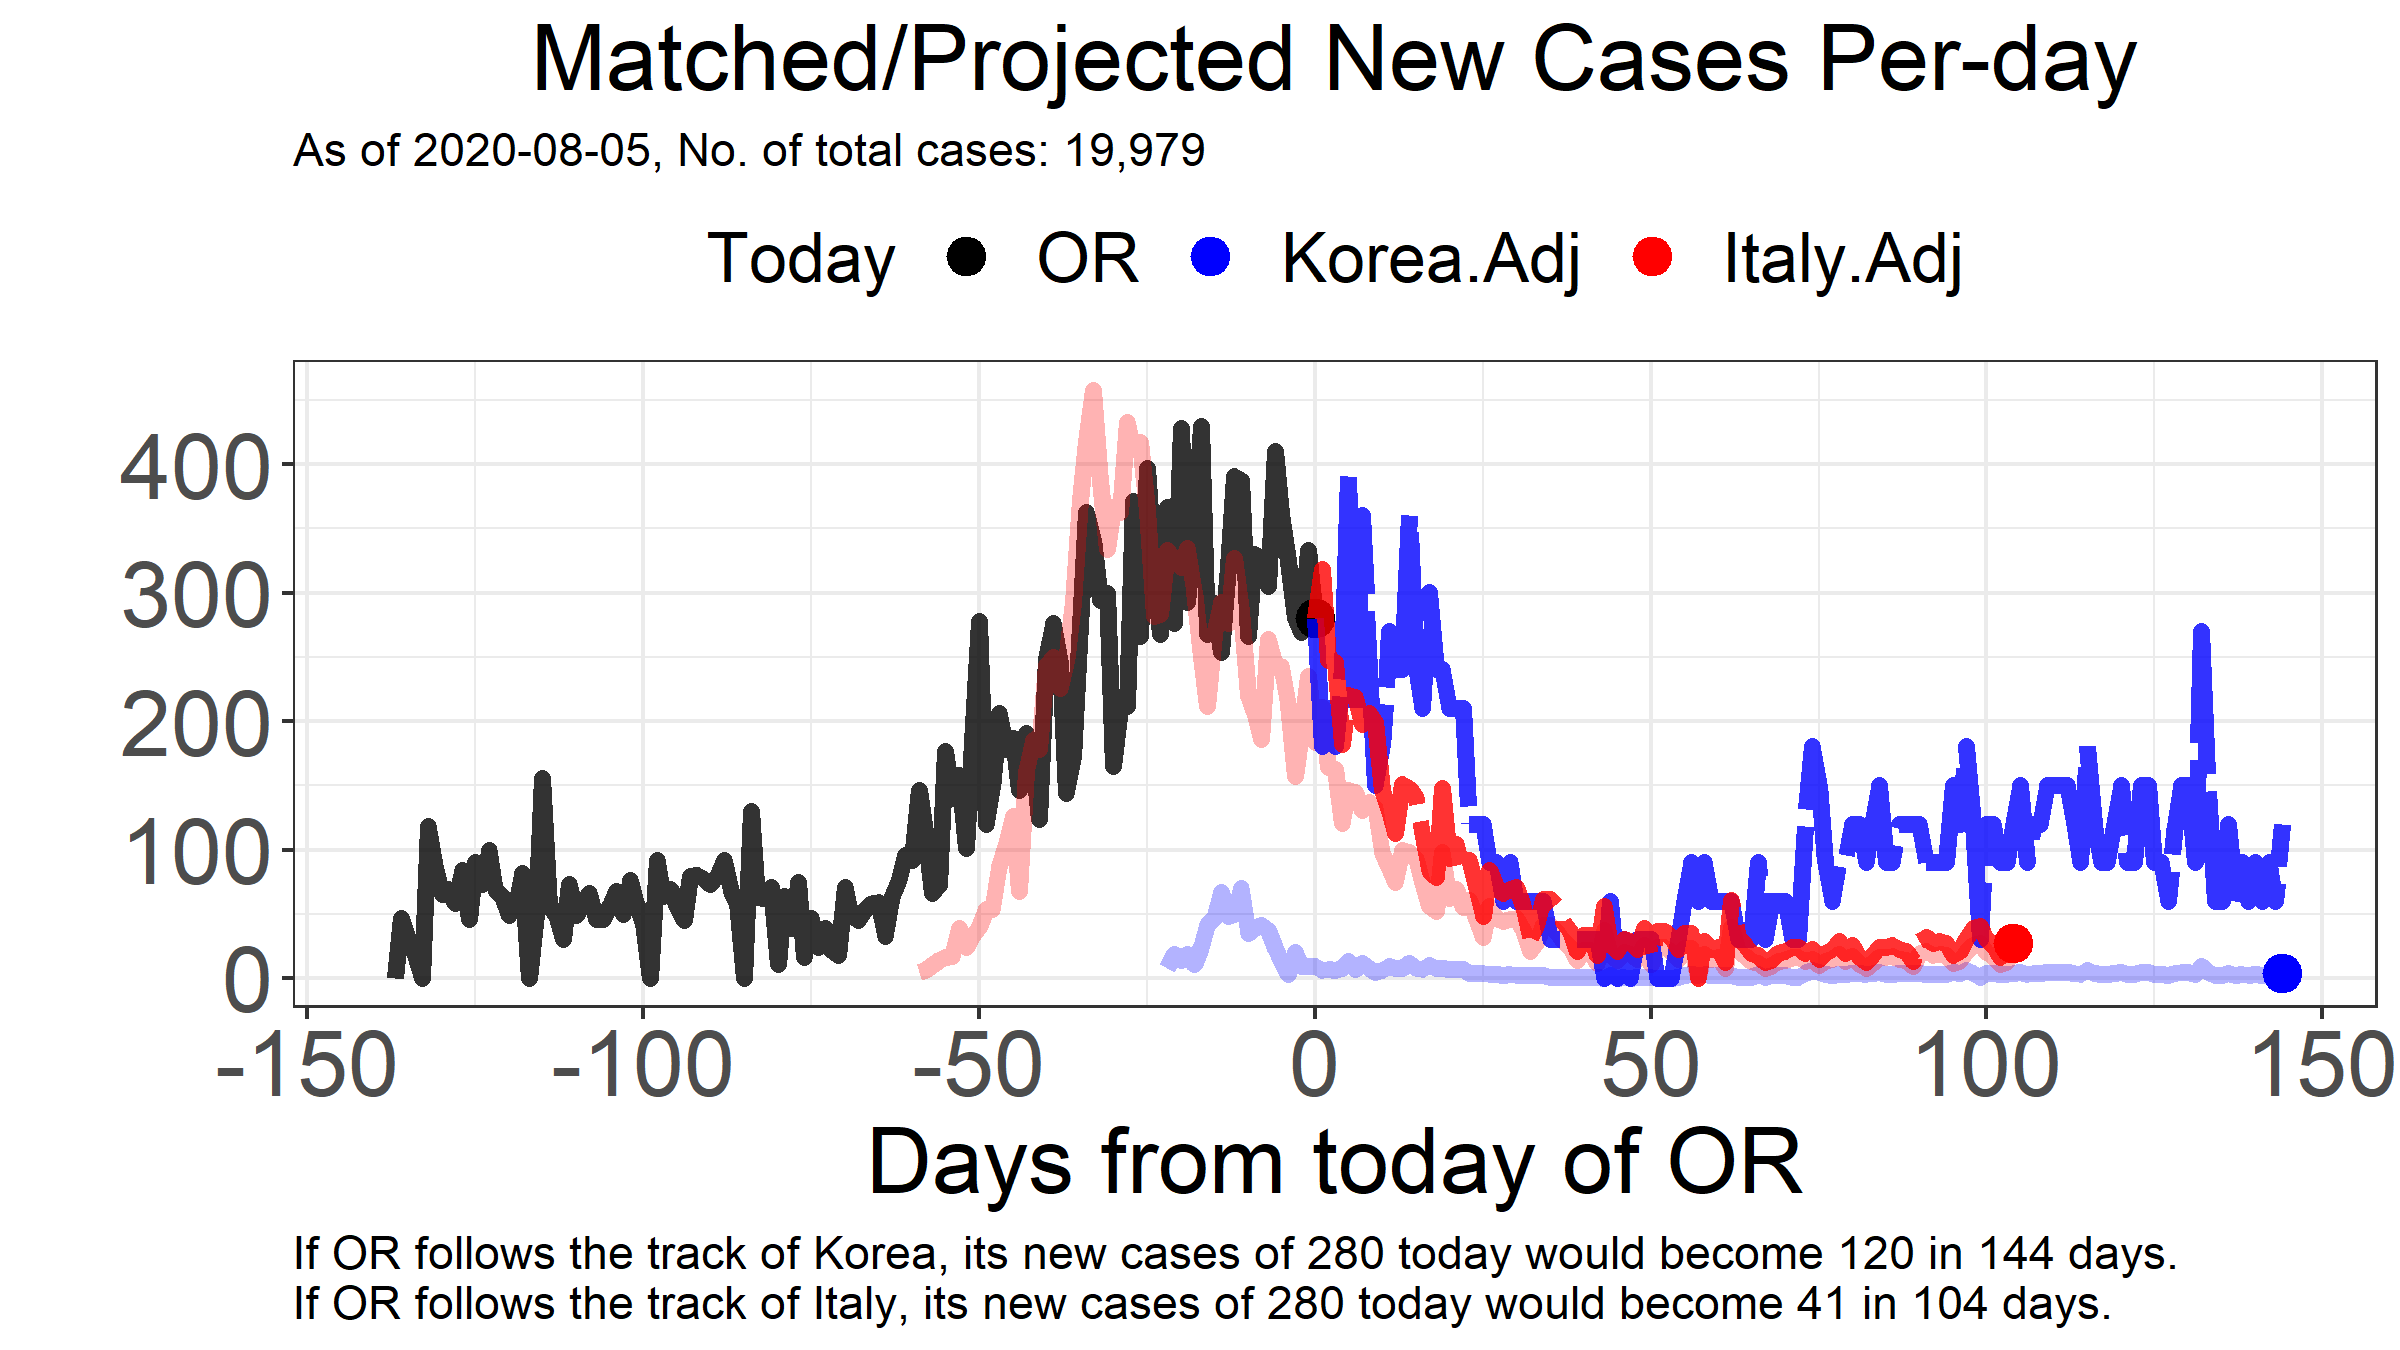 Matched/Projected New Cases Per-day
As of 2020-08-05, No. of total cases: 19,979
Today OR Korea.Adj Italy.Adj
400
300
200
100
0
-150 -100 -50 0 50 100 150
Days from today of OR
If OR follows the track of Korea, its new cases of 280 today would become 120 in 144 days.
If OR follows the track of Italy, its new cases of 280 today would become 41 in 104 days.